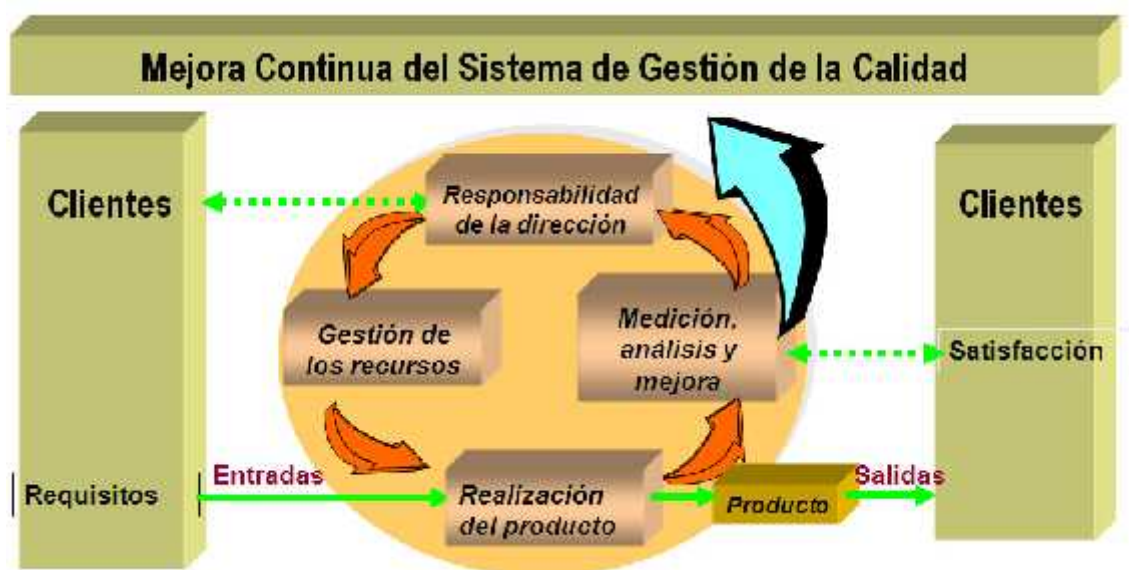 Mejora Continua del Sistema de Gestión de la Calidad
Clientes
Responsabilidad
de la dirección
Clientes
Gestión de
los recursos
Medición,
análisis y
mejora
Satisfacción
Requisitos
Entradas
Realización
del producto
Producto
Salidas